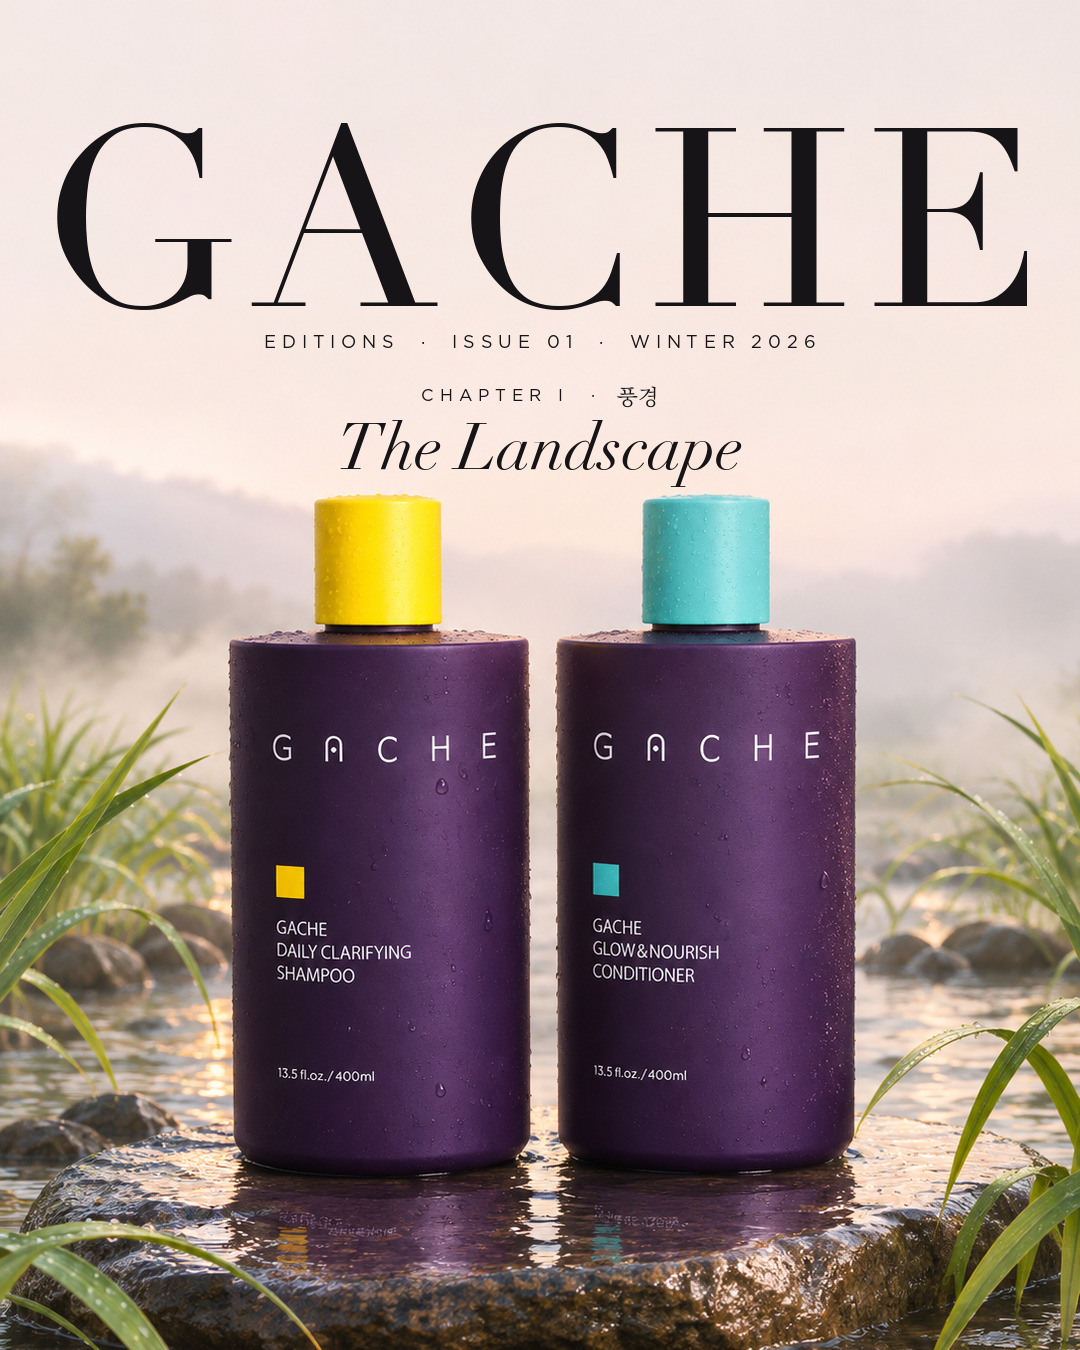 GACHE
EDITIONS · ISSUE 01 · WINTER 2026
CHAPTER I · 풍경
The Landscape
GACHE
GACHE
DAILY CLARIFYING
SHAMPOO
13.5 fl.oz./400ml
GACHE
GACHE
GLOW&NOURISH
CONDITIONER
13.5 fl.oz./400ml